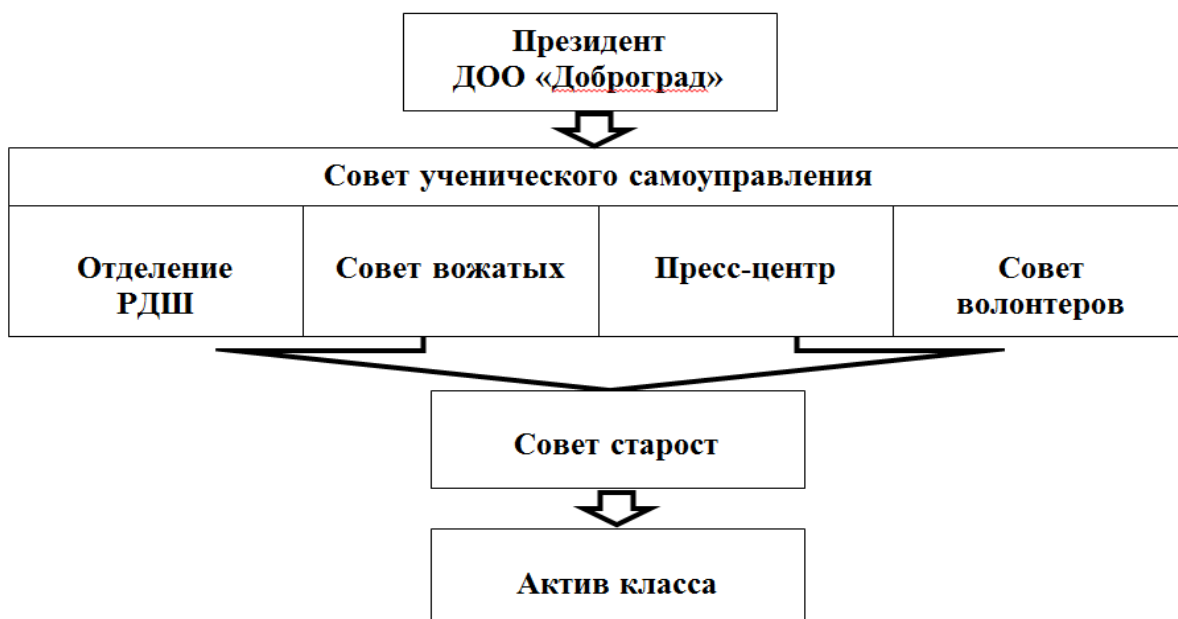 Президент
ДОО «Доброград»
Совет ученического самоуправления
Отделение
РДШ
Совет вожатых
Пресс-центр
Совет
волонтеров
Совет старост
Актив класса